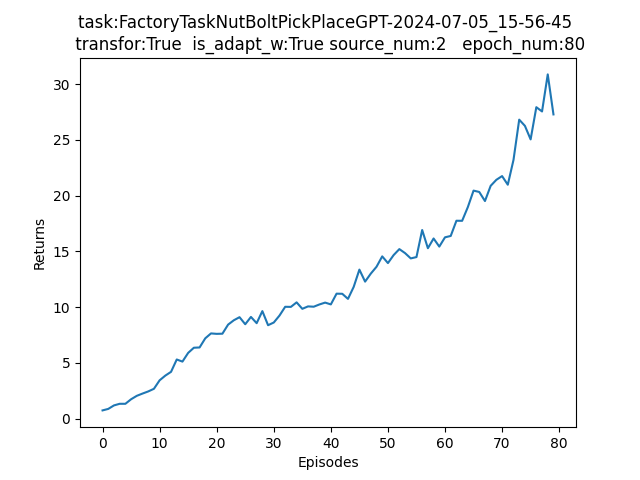 task:FactoryTaskNutBoltPickPlaceGPT-2024-07-05_15-56-45
transfor:True  is_adapt_w:True source_num:2   epoch_num:80
30
25
20
15
10
5
0
Returns
0 10 20 30 40 50 60 70 80
Episodes